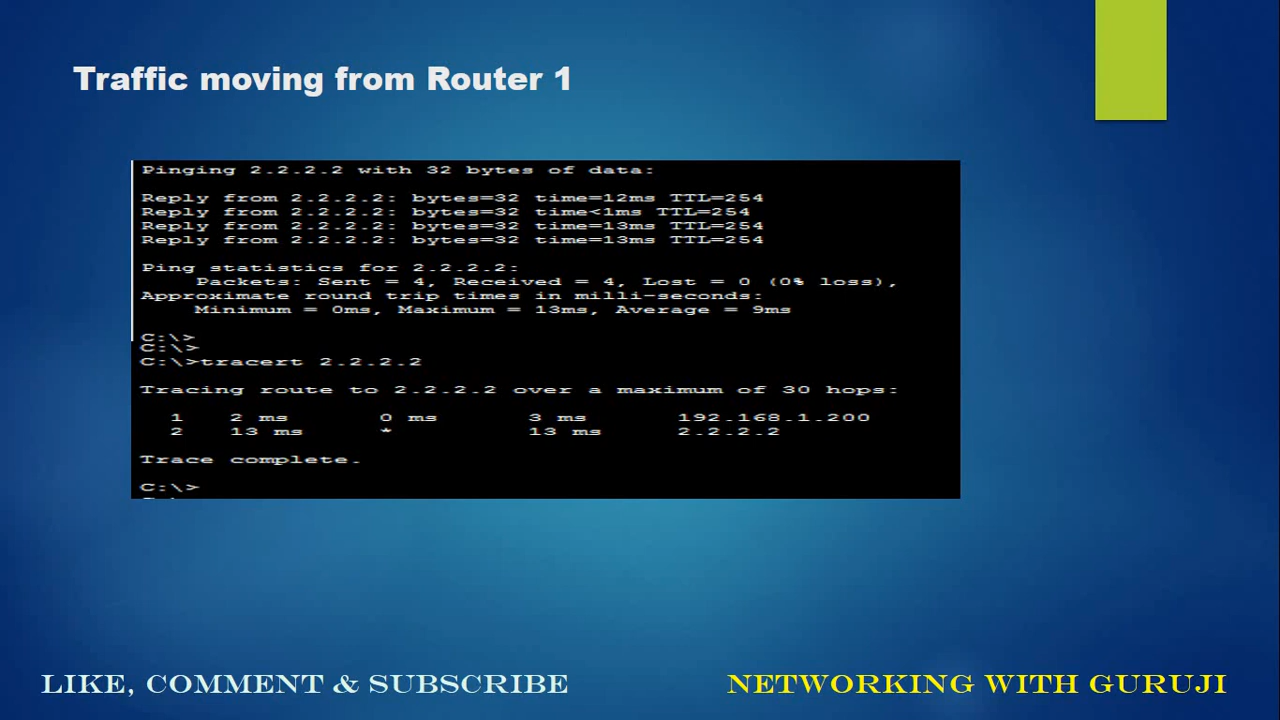 Traffic moving from Router 1
Pinging 2.2.2.2 with 32 bytes of data:
Reply from 2.2.2.2: bytes=32 time=12ms TTL=254
Reply from 2.2.2.2: bytes=32 time<1ms TTL=254
Reply from 2.2.2.2: bytes=32 time=13ms TTL=254
Reply from 2.2.2.2: bytes=32 time=13ms TTL=254
Ping statistics for 2.2.2.2:
Packets: Sent = 4, Received = 4, Lost = 0 (0% loss),
Approximate round trip times in milli-seconds:
Minimum = 0ms, Maximum = 13ms, Average = 9ms
C:\>
C:\>
C:\>tracert 2.2.2.2
Tracing route to 2.2.2.2 over a maximum of 30 hops:
1 2 ms 0 ms 3 ms 192.168.1.200
2 13 ms * 13 ms 2.2.2.2
Trace complete.
C:\>
LIKE, COMMENT & SUBSCRIBE
NETWORKING WITH GURUJI